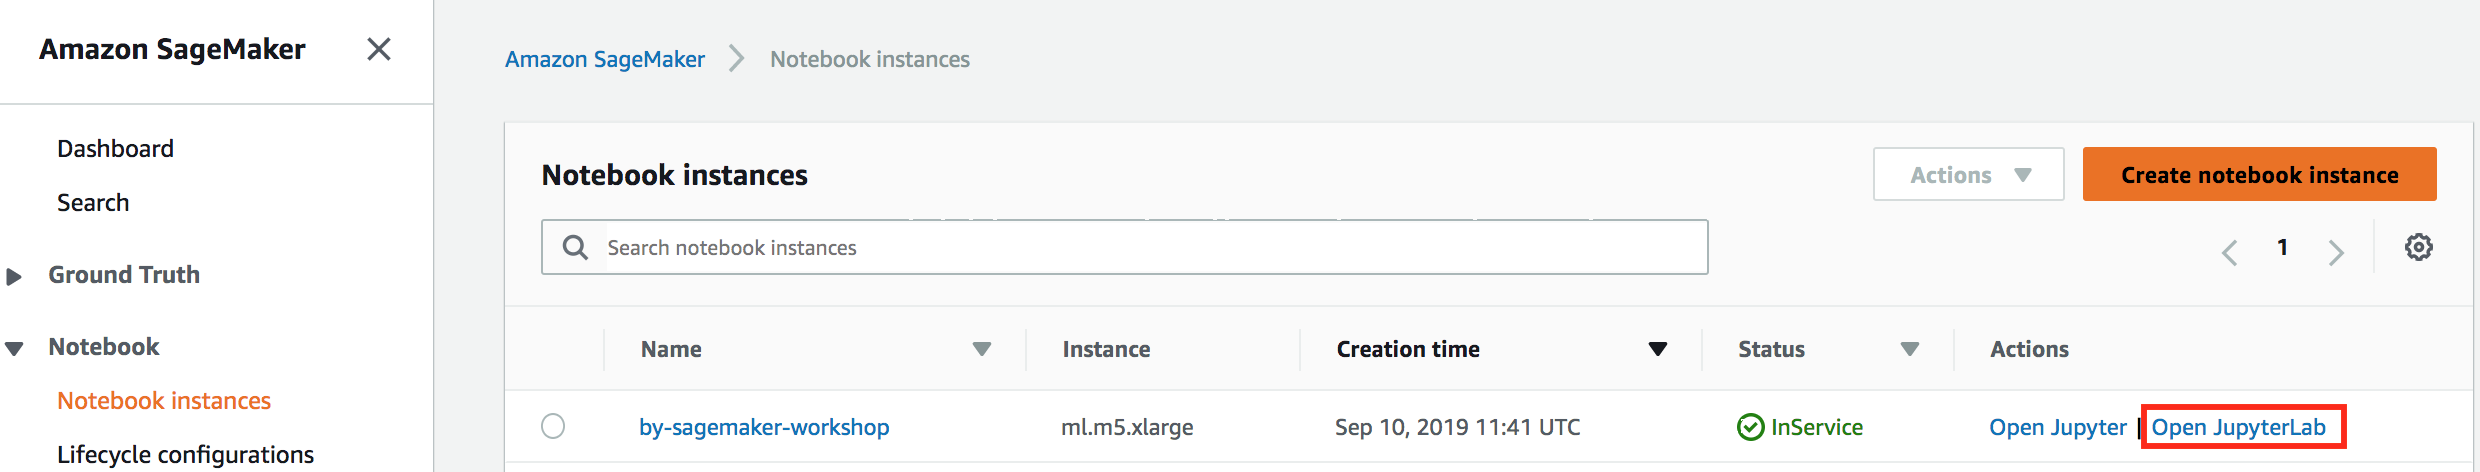 Amazon SageMaker
Dashboard
Search
Ground Truth
Notebook
Notebook instances
Lifecycle configurations
Amazon SageMaker Notebook instances
Notebook instances
Actions
Create notebook instance
Search notebook instances
1
Name Instance Creation time Status Actions
by-sagemaker-workshop ml.m5.xlarge Sep 10, 2019 11:41 UTC InService Open Jupyter | Open JupyterLab